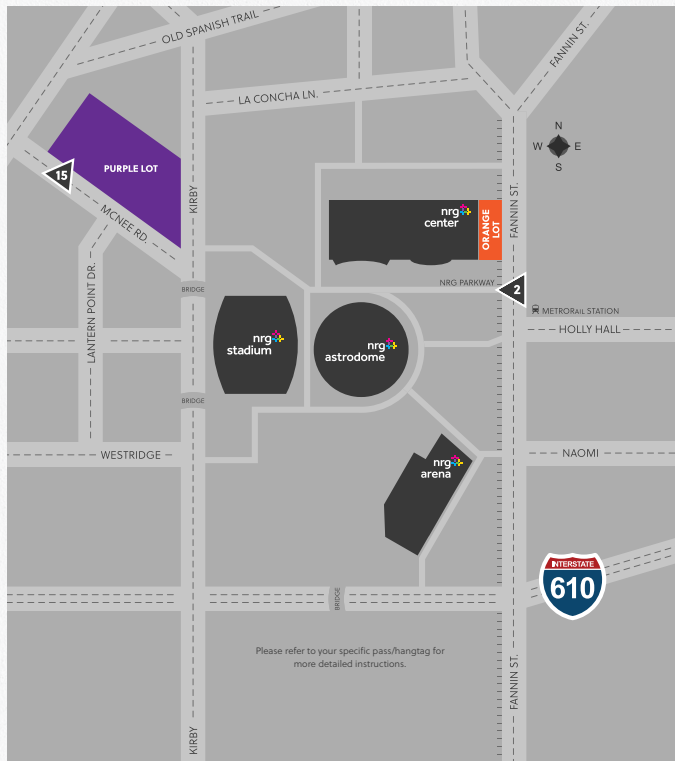 OLD SPANISH TRAIL
FANNIN ST.
LA CONCHA LN.
N
W E
S
PURPLE LOT
15
KIRBY
MCNEE RD.
nrg
center
ORANGE
LOT
FANNIN ST.
LANTERN POINT DR.
BRIDGE
NRG PARKWAY
2
METRORAIL STATION
HOLLY HALL
nrg
stadium
nrg
astrodome
BRIDGE
WESTRIDGE
NAOMI
nrg
arena
INTERSTATE
610
BRIDGE
Please refer to your specific pass/hangtag for
more detailed instructions.
FANNIN ST.
KIRBY